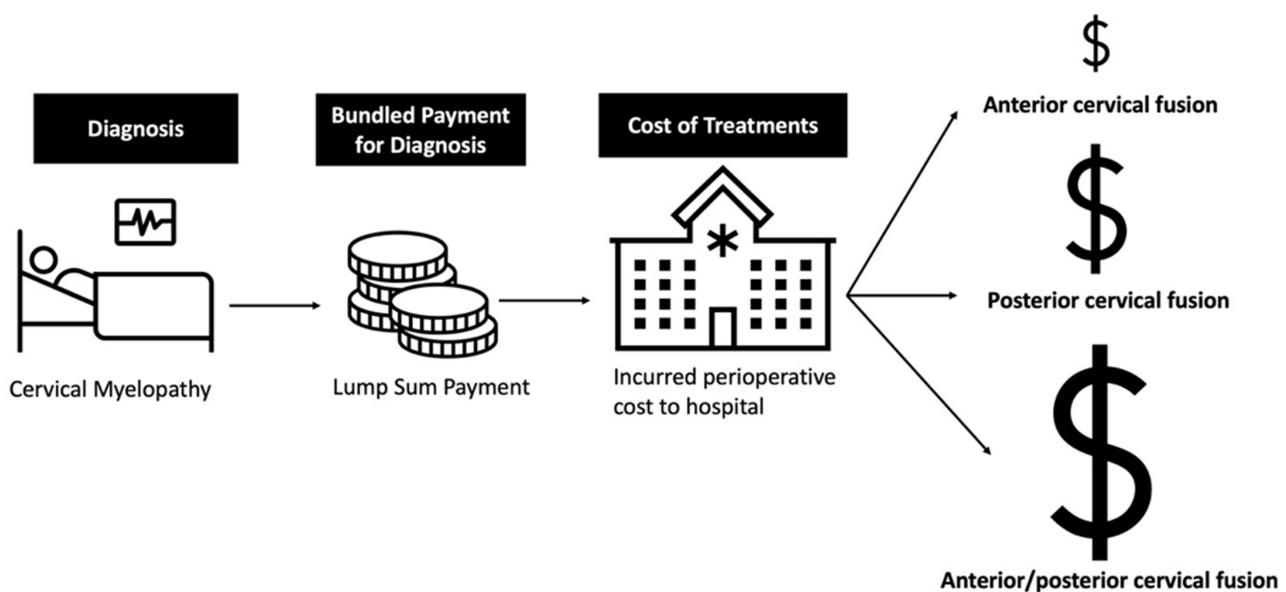 Diagnosis
Cervical Myelopathy
Bundled Payment
for Diagnosis
Lump Sum Payment
Cost of Treatments
Incurred perioperative
cost to hospital
$
Anterior cervical fusion
$
Posterior cervical fusion
$
Anterior/posterior cervical fusion